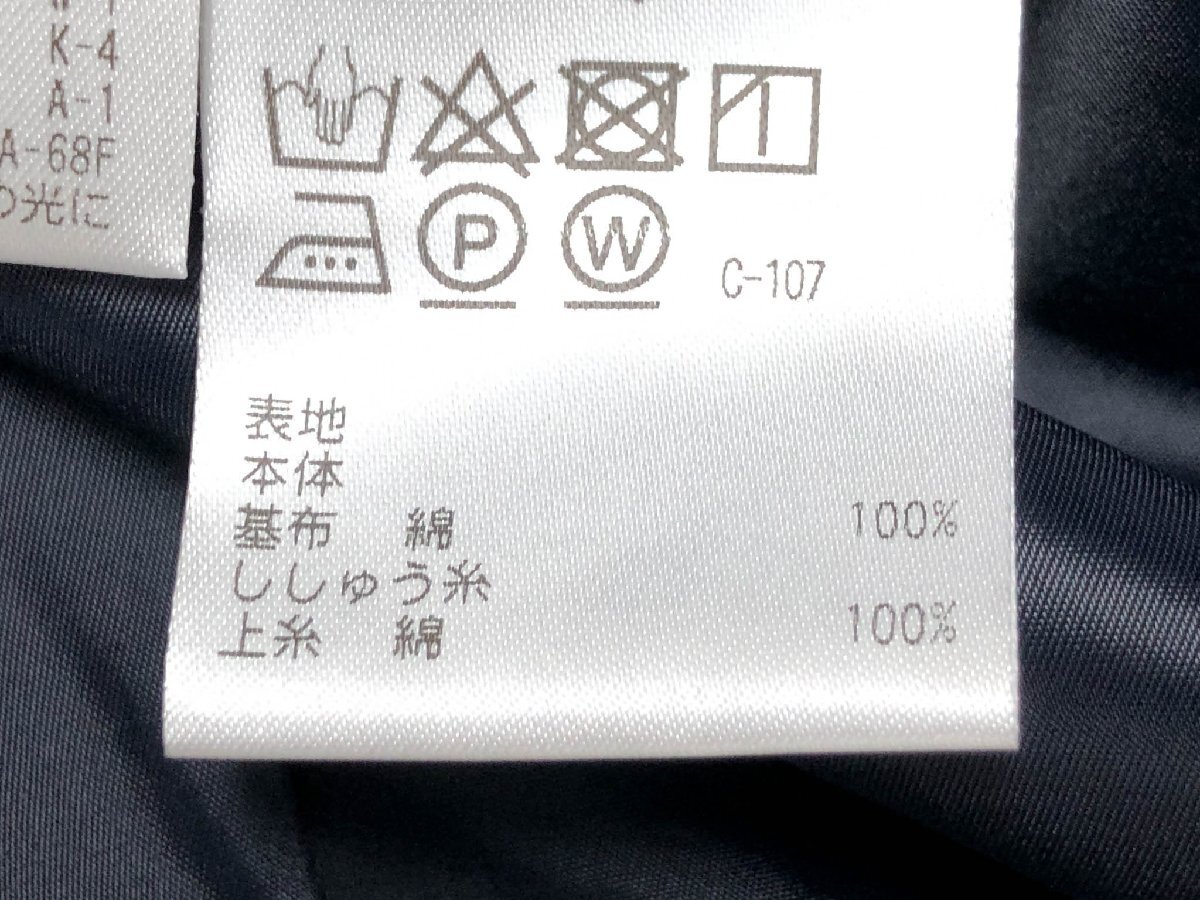 K-4
A-1
A-68F
の光に
P
W
C-107
表地
本体
基布 綿 100%
ししゅう糸
上糸 綿 100%